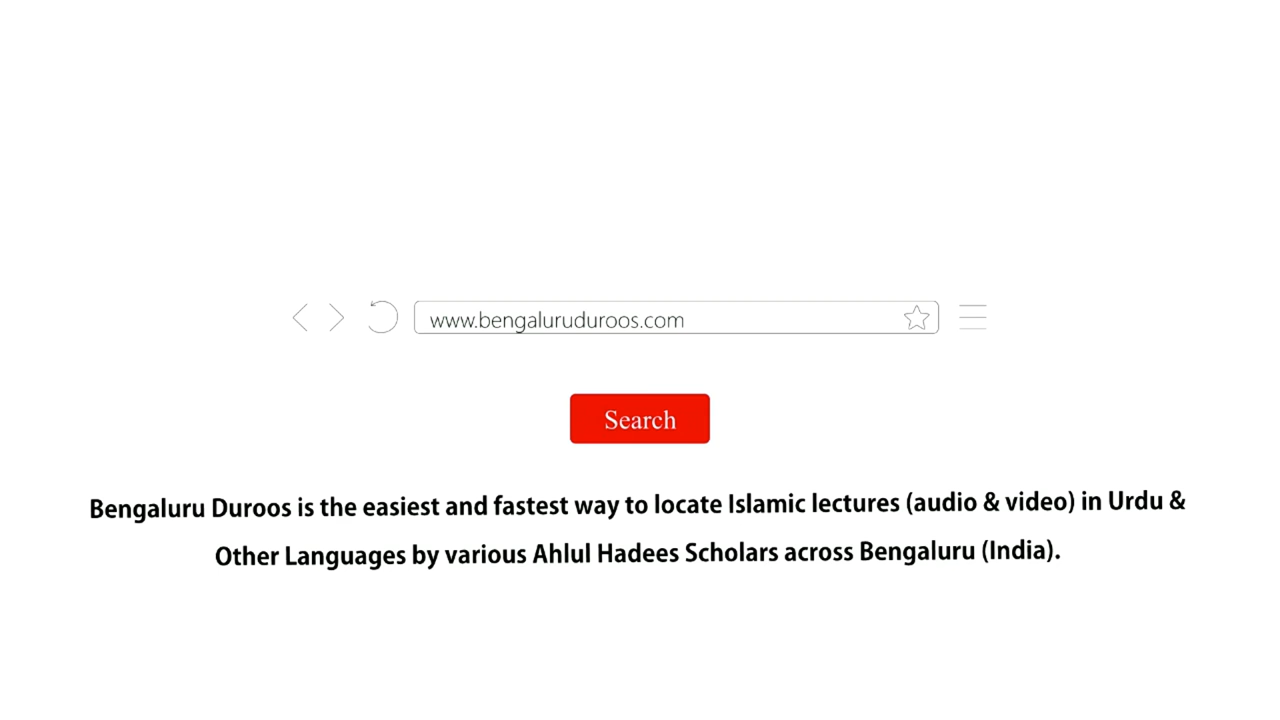 www.bengaluruduroos.com
Search
Bengaluru Duroos is the easiest and fastest way to locate Islamic lectures (audio & video) in Urdu &
Other Languages by various Ahlul Hadees Scholars across Bengaluru (India).